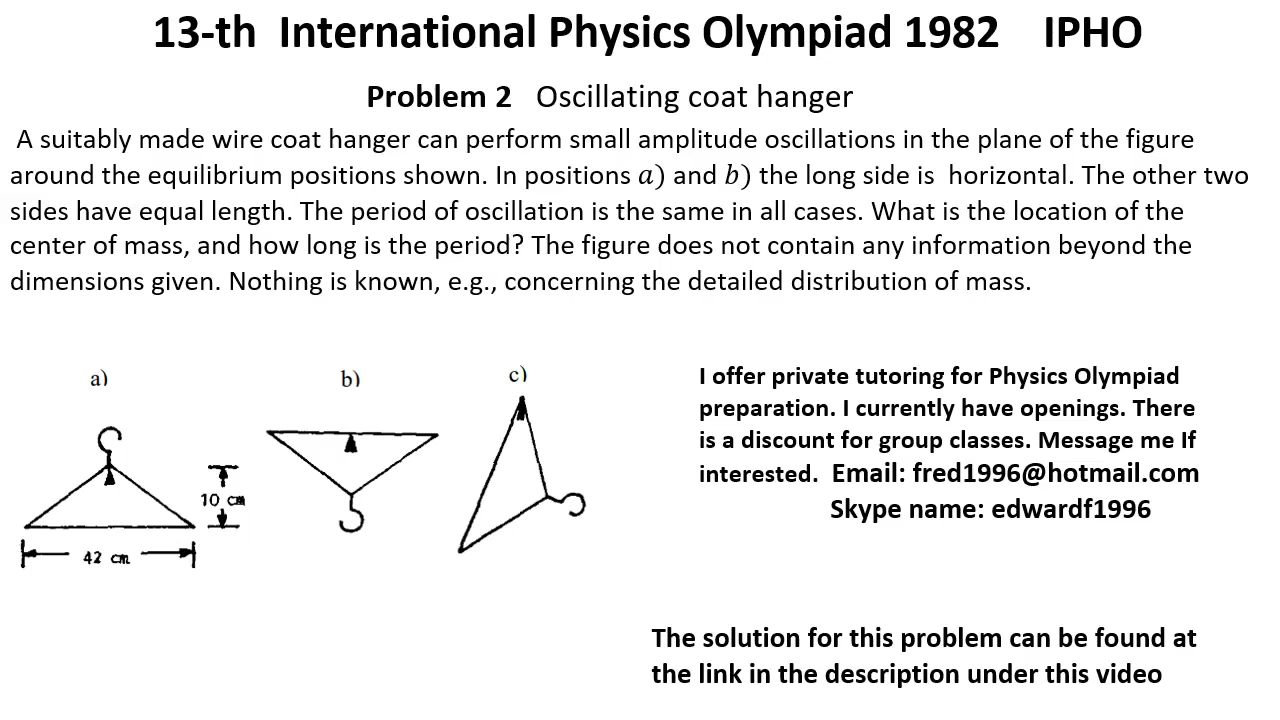 13-th International Physics Olympiad 1982 IPHO
Problem 2 Oscillating coat hanger
A suitably made wire coat hanger can perform small amplitude oscillations in the plane of the figure
around the equilibrium positions shown. In positions 𝑎) and 𝑏) the long side is horizontal. The other two
sides have equal length. The period of oscillation is the same in all cases. What is the location of the
center of mass, and how long is the period? The figure does not contain any information beyond the
dimensions given. Nothing is known, e.g., concerning the detailed distribution of mass.
a)
b)
c)
10 cm
42 cm
I offer private tutoring for Physics Olympiad
preparation. I currently have openings. There
is a discount for group classes. Message me If
interested. Email: fred1996@hotmail.com
Skype name: edwardf1996
The solution for this problem can be found at
the link in the description under this video